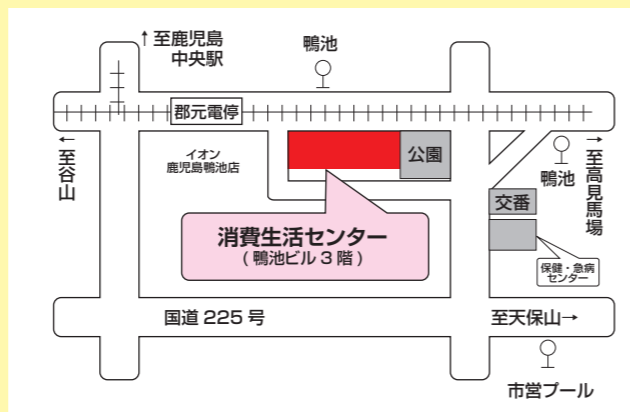 ↑至鹿児島
中央駅
鴨池
郡元電停
←至谷山
イオン
鹿児島鴨池店
公園
鴨池
→至高見馬場
交番
消費生活センター
(鴨池ビル3階)
保健・急病
センター
国道225号
至天保山→
市営プール